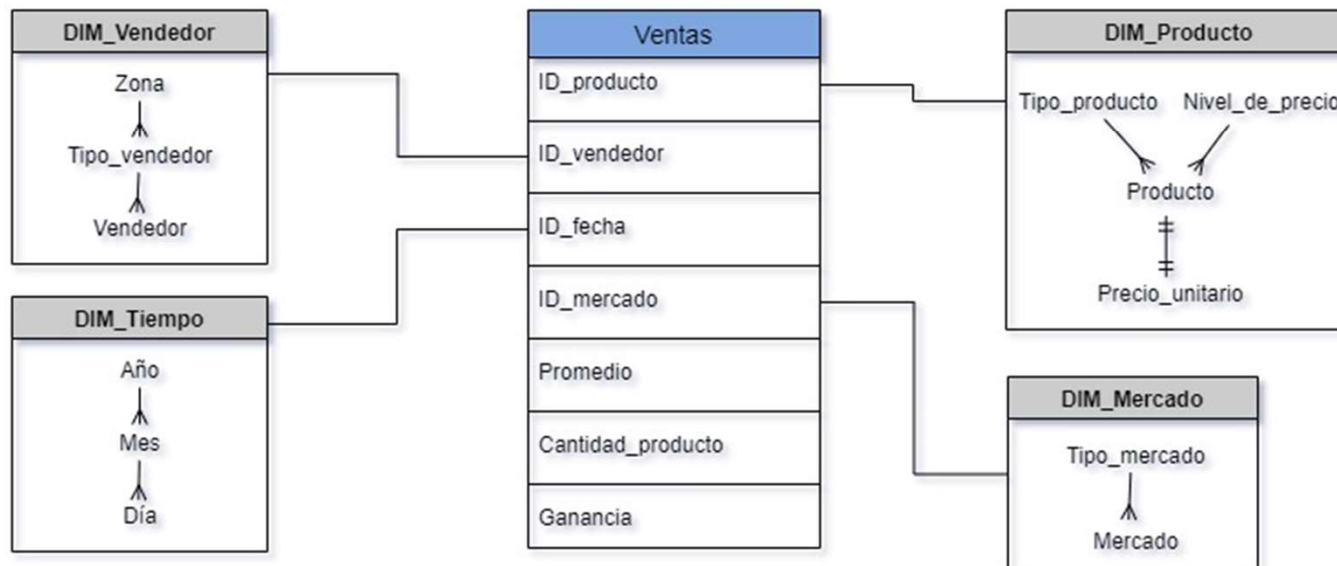 DIM_Vendedor
Zona
Tipo_vendedor
Vendedor
DIM_Tiempo
Año
Mes
Día
Ventas
ID_producto
ID_vendedor
ID_fecha
ID_mercado
Promedio
Cantidad_producto
Ganancia
DIM_Producto
Tipo_producto Nivel_de_precio
Producto
Precio_unitario
DIM_Mercado
Tipo_mercado
Mercado